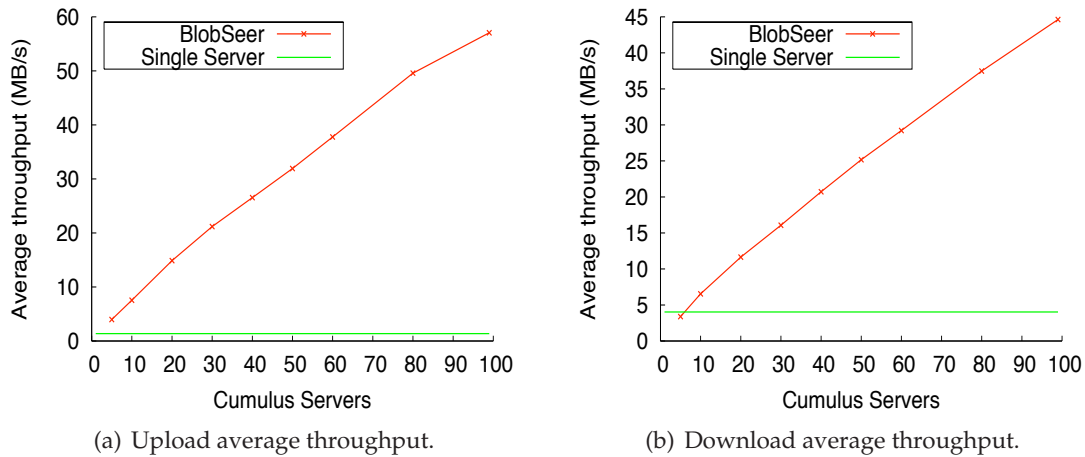 Average throughput (MB/s)
60
50
40
30
20
10
0
BlobSeer
Single Server
0 10 20 30 40 50 60 70 80 90 100
Cumulus Servers
(a) Upload average throughput.
Average throughput (MB/s)
45
40
35
30
25
20
15
10
5
0
BlobSeer
Single Server
0 10 20 30 40 50 60 70 80 90 100
Cumulus Servers
(b) Download average throughput.